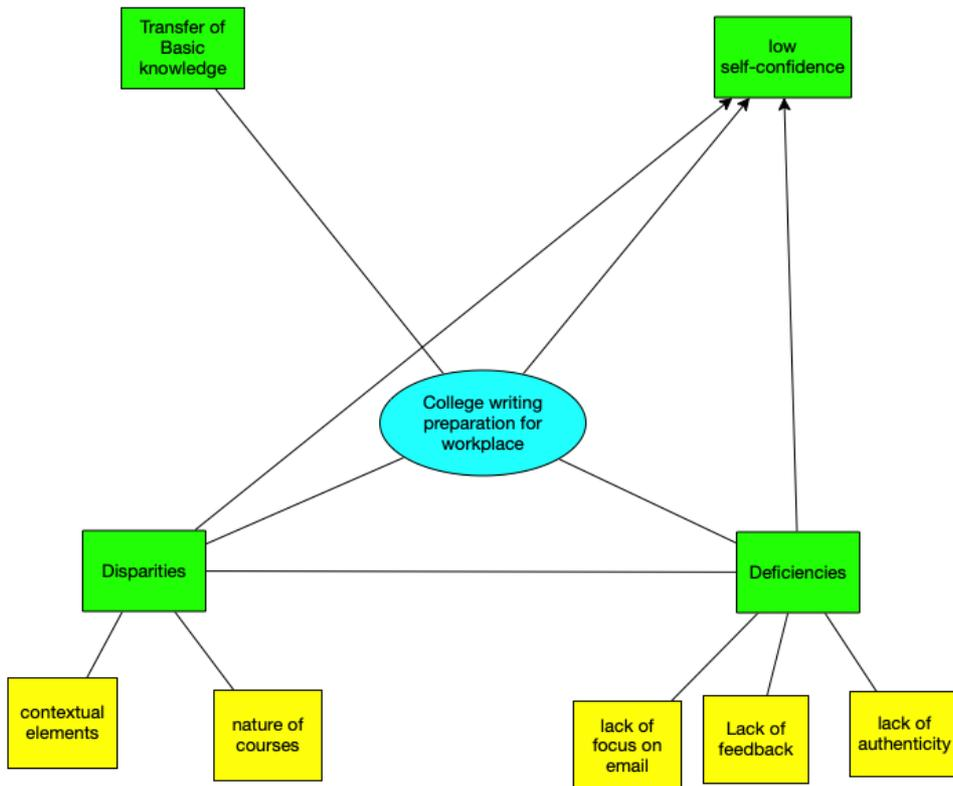 Transfer of
Basic
knowledge
low
self-confidence
College writing
preparation for
workplace
Disparities
Deficiencies
contextual
elements
nature of
courses
lack of
focus on
email
Lack of
feedback
lack of
authenticity